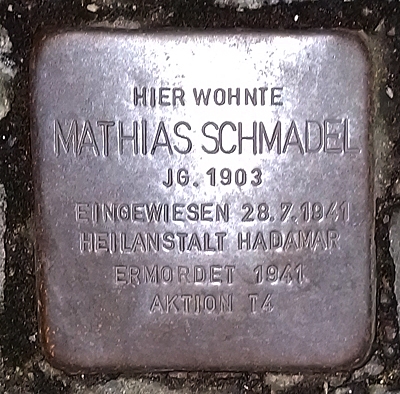 HIER WOHNTE
MATHIAS SCHMADEL
JG. 1903
EINGEWIESEN 28.7.1941
HEILANSTALT HADAMAR
ERMORDET 1941
AKTION T4